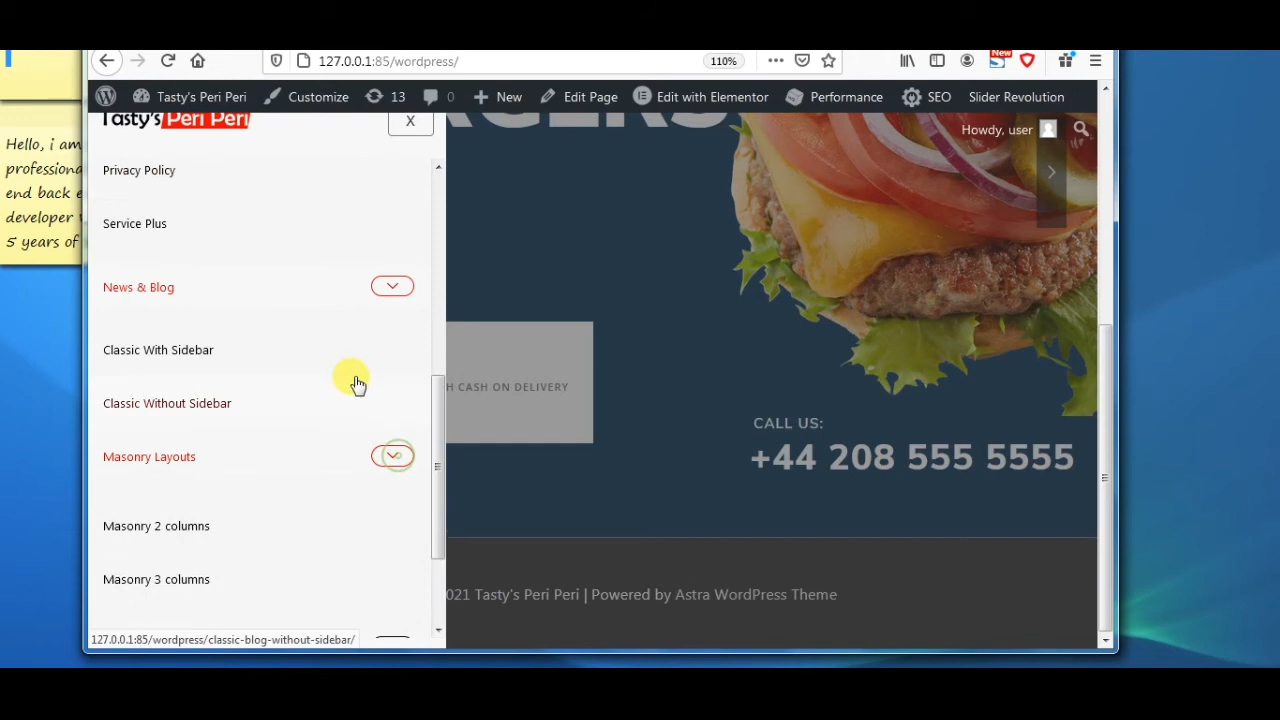 127.0.0.1:85/wordpress/
110%
New
Tasty's Peri Peri
Customize
13
0
New
Edit Page
Edit with Elementor
Performance
SEO
Slider Revolution
Howdy, user
Tasty's Peri Peri
X
BURGERS
Hello, i am
professiona
end back e
developer
5 years of
Privacy Policy
Service Plus
News & Blog
Classic With Sidebar
Classic Without Sidebar
Masonry Layouts
Masonry 2 columns
Masonry 3 columns
H CASH ON DELIVERY
CALL US:
+44 208 555 5555
021 Tasty's Peri Peri | Powered by Astra WordPress Theme
127.0.0.1:85/wordpress/classic-blog-without-sidebar/